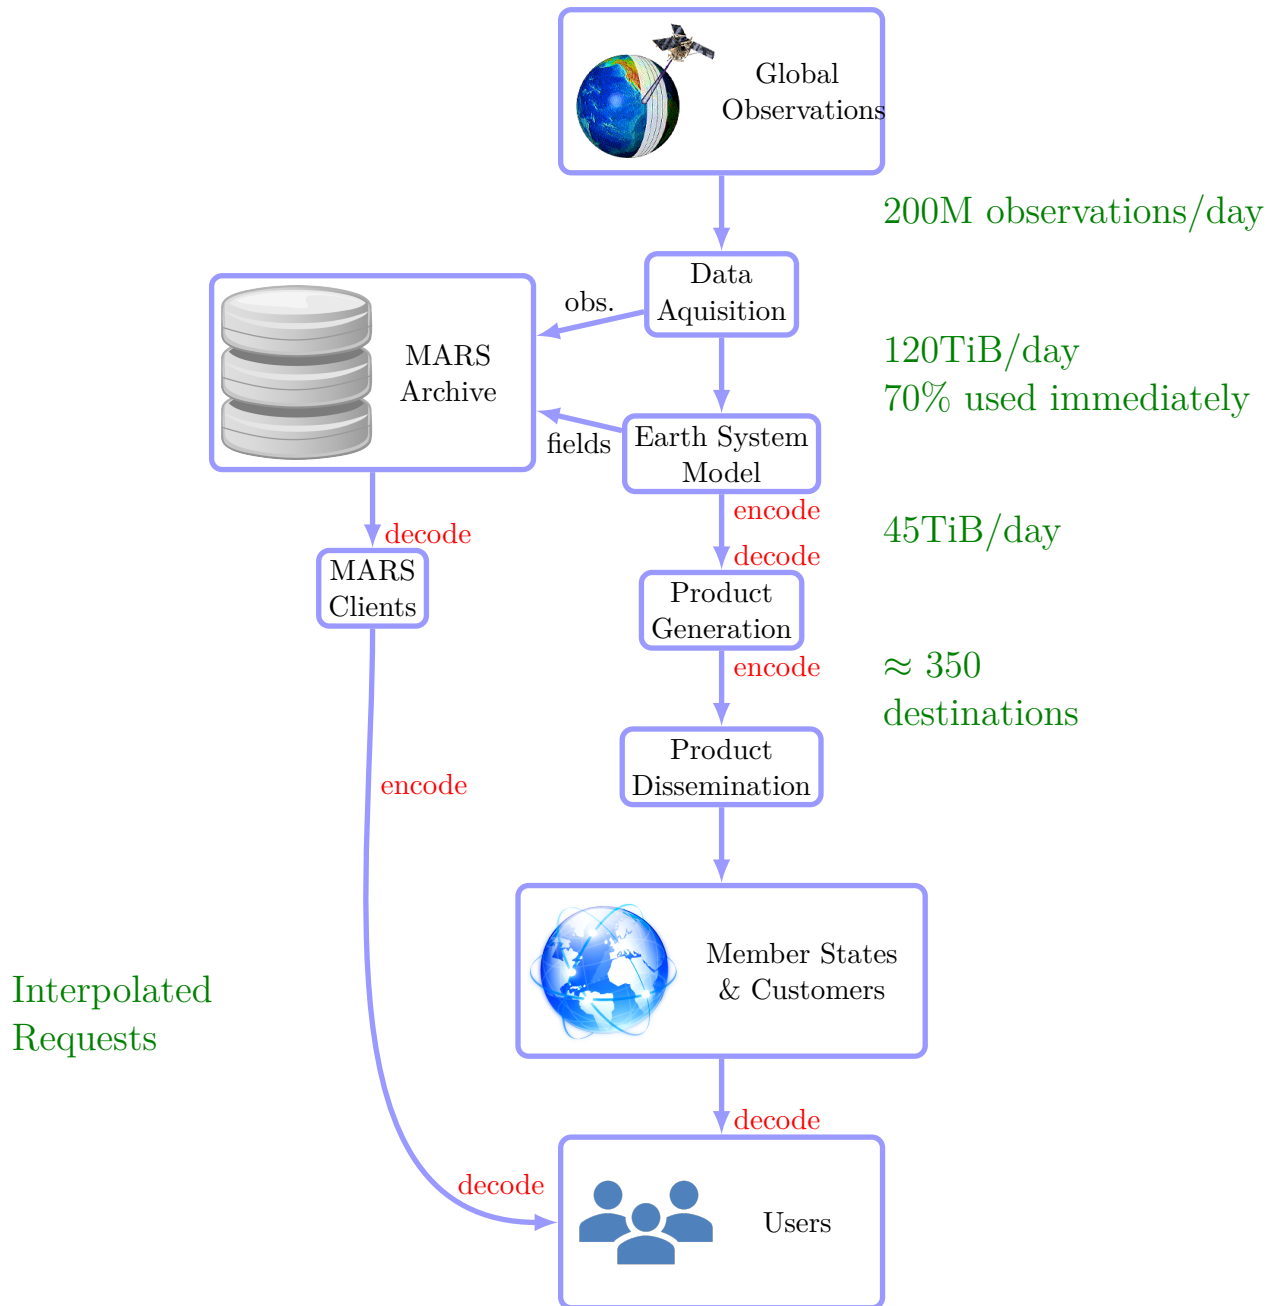 Global
Observations
200M observations/day
Data
Aquisition
obs.
MARS
Archive
120TiB/day
70% used immediately
fields
Earth System
Model
encode
decode
45TiB/day
decode
MARS
Clients
Product
Generation
encode
≈ 350
destinations
Product
Dissemination
encode
Member States
& Customers
Interpolated
Requests
decode
decode
Users